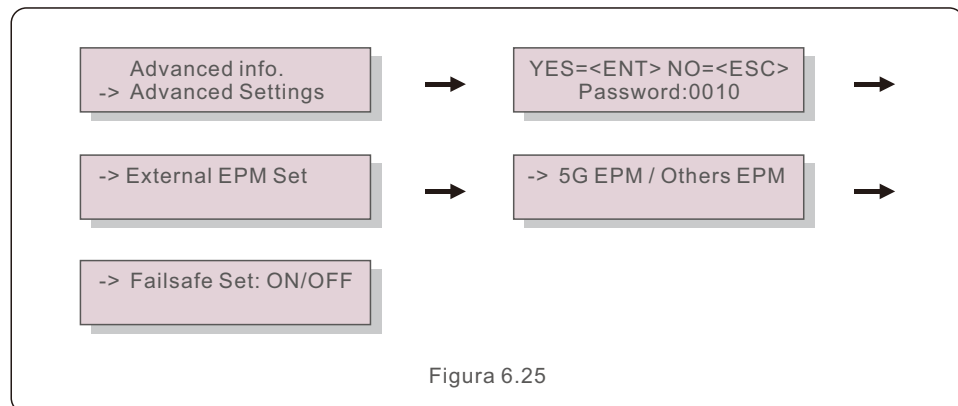 Advanced info.
-> Advanced Settings
YES=<ENT> NO=<ESC>
Password:0010
-> External EPM Set
-> 5G EPM / Others EPM
-> Failsafe Set: ON/OFF
Figura 6.25